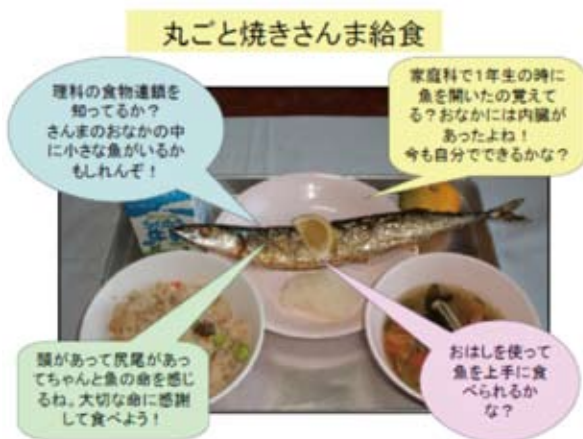 丸ごと焼きさんま給食
理科の食物連鎖を
知ってるか?
さんまのおなかの中
に小さな魚がいるか
もしれんぞ!
家庭科で1年生の時に
魚を開いたの覚えて
る?おなかには内臓が
あったよね!
今も自分でできるかな?
頭があって尻尾があっ
てちゃんと魚の命を感じ
るね。大切な命に感謝
して食べよう!
おはしを使って
魚を上手に食
べられるか
な?